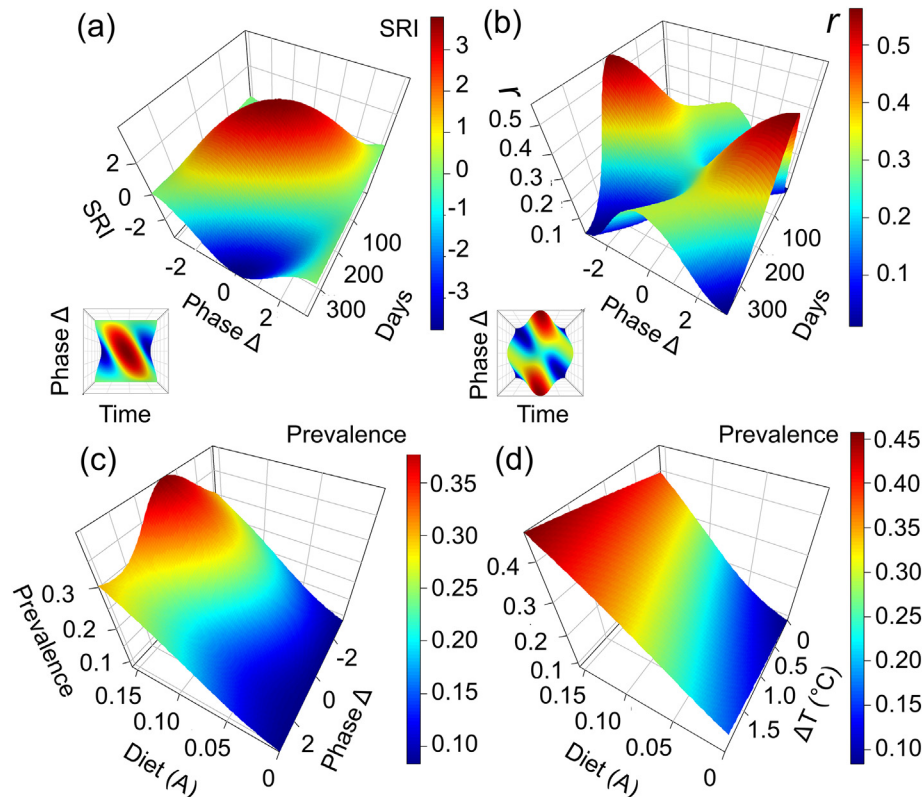 (a)
SRI
3
2
1
0
-1
-2
-3
2
0
-2
SRI
-2
0
2
Phase Δ
100
200
300
Days
Phase Δ
Time
(b)
r
0.5
0.4
0.3
0.2
0.1
r
0.5
0.4
0.3
0.2
0.1
-2
0
2
Phase Δ
100
200
300
Days
Phase Δ
Time
(c)
Prevalence
0.35
0.30
0.25
0.20
0.15
0.10
0.3
0.2
0.1
Prevalence
0.15
0.10
0.05
0
Diet (A)
-2
0
2
Phase Δ
(d)
Prevalence
0.45
0.40
0.35
0.30
0.25
0.20
0.15
0.10
0.4
0.3
0.2
0.1
0.15
0.10
0.05
0
Diet (A)
0
0.5
1.0
1.5
ΔT (°C)